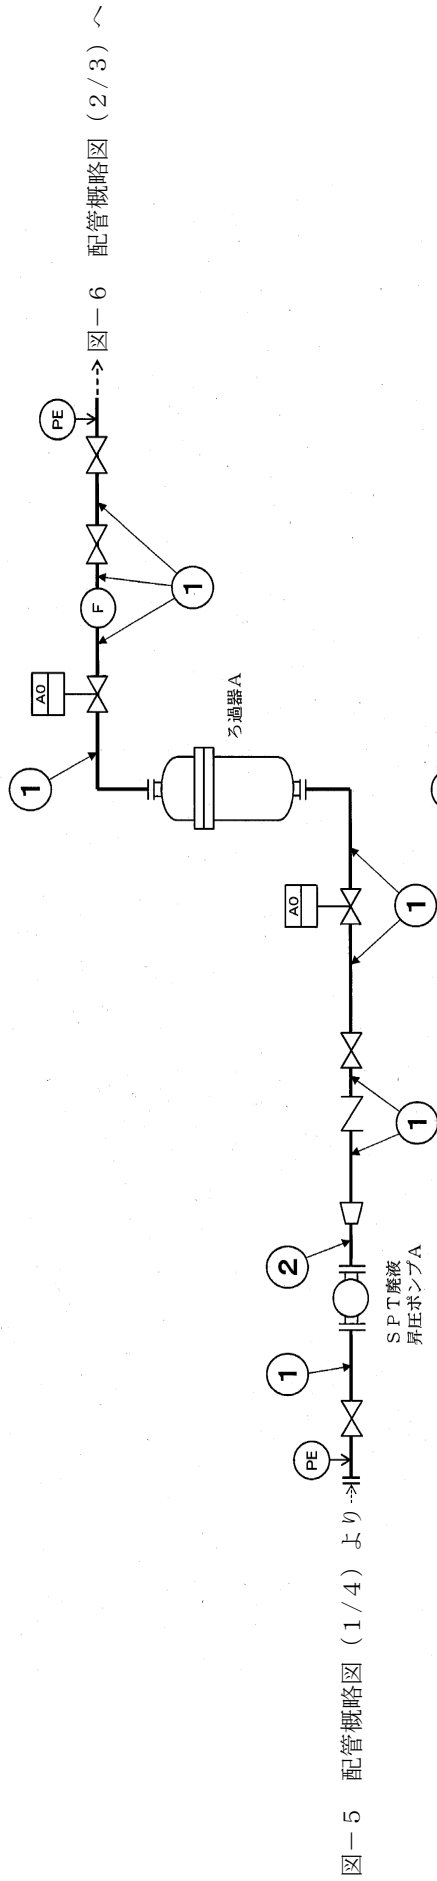 図－5　配管概略図（1/4）より
PE
1
SPT廃液
昇圧ポンプA
2
1
1
AO
ろ過器A
1
AO
F
1
PE
図－6　配管概略図（2/3）へ